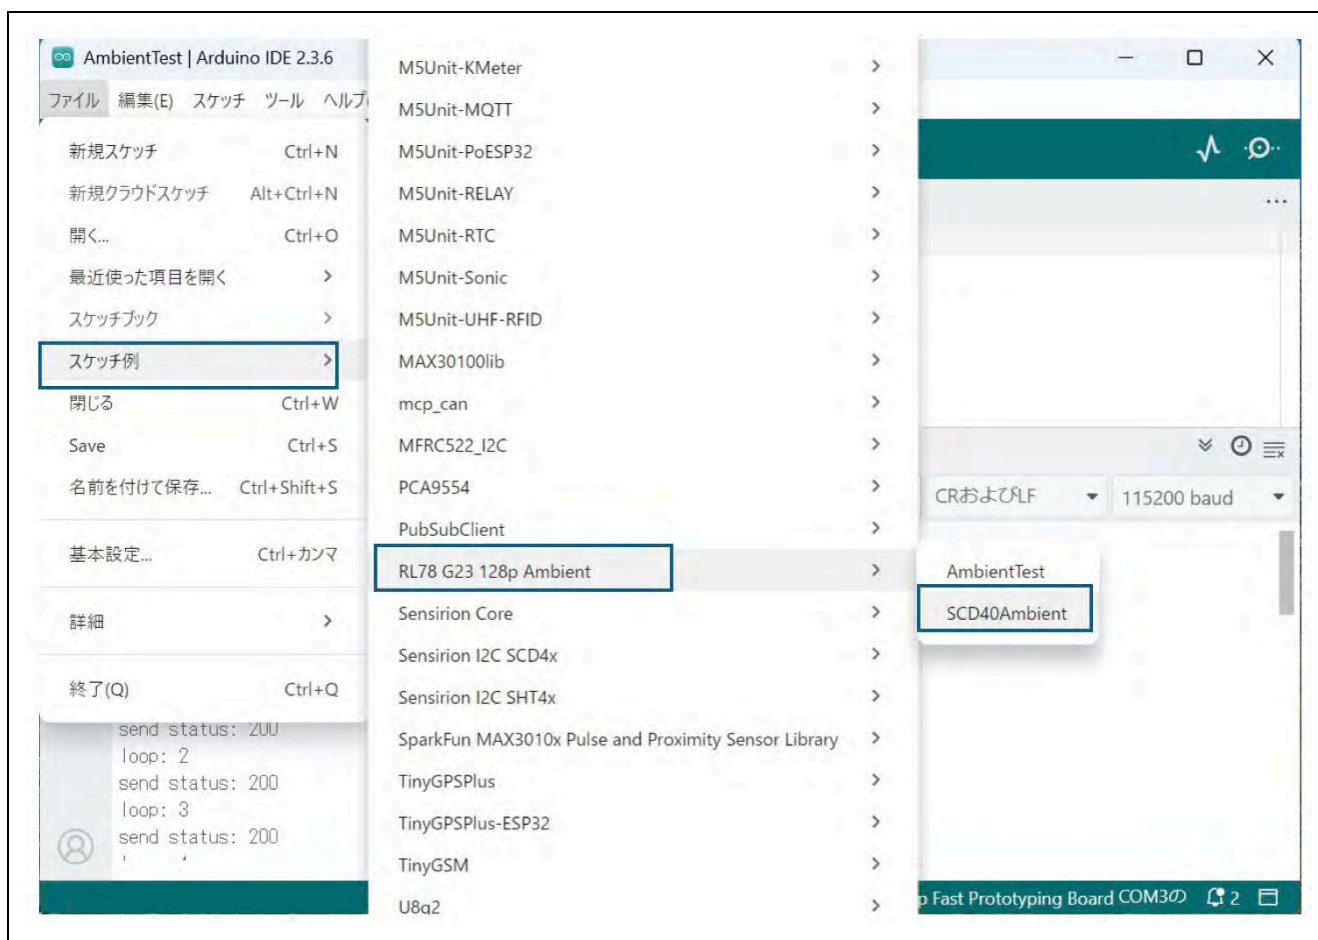 AmbientTest | Arduino IDE 2.3.6
ファイル 編集(E) スケッチ ツール ヘルプ
新規スケッチ Ctrl+N
新規クラウドスケッチ Alt+Ctrl+N
開く... Ctrl+O
最近使った項目を開く >
スケッチブック >
スケッチ例 >
閉じる Ctrl+W
Save Ctrl+S
名前を付けて保存... Ctrl+Shift+S
基本設定... Ctrl+カンマ
詳細 >
終了(Q) Ctrl+Q
send status: 200
loop: 2
send status: 200
loop: 3
send status: 200
M5Unit-KMeter >
M5Unit-MQTT >
M5Unit-PoESP32 >
M5Unit-RELAY >
M5Unit-RTC >
M5Unit-Sonic >
M5Unit-UHF-RFID >
MAX30100lib >
mcp_can >
MFRC522_I2C >
PCA9554 >
PubSubClient >
RL78 G23 128p Ambient >
Sensirion Core >
Sensirion I2C SCD4x >
Sensirion I2C SHT4x >
SparkFun MAX3010x Pulse and Proximity Sensor Library >
TinyGPSPlus >
TinyGPSPlus-ESP32 >
TinyGSM >
U8g2 >
AmbientTest
SCD40Ambient
CRおよびLF 115200 baud
p Fast Prototyping Board COM3の 2